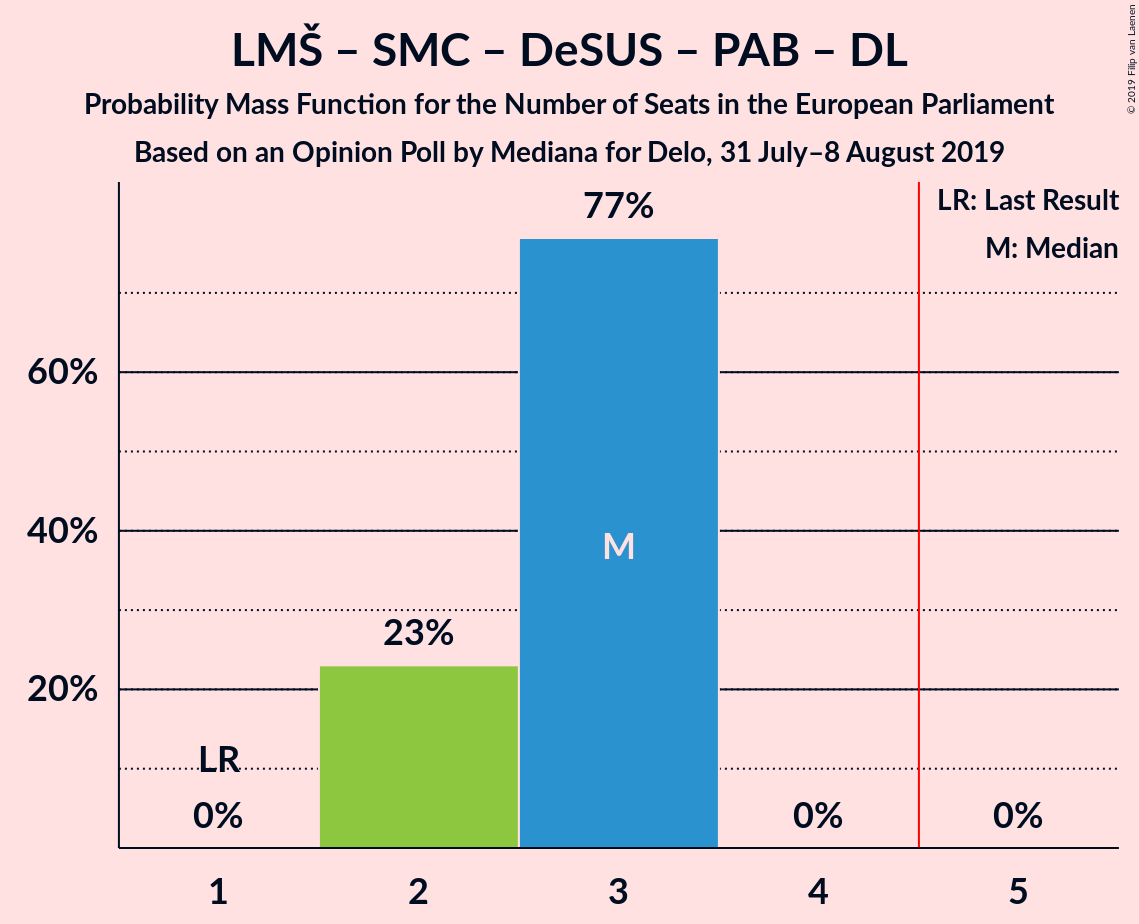 LMŠ – SMC – DeSUS – PAB – DL
Probability Mass Function for the Number of Seats in the European Parliament
Based on an Opinion Poll by Mediana for Delo, 31 July–8 August 2019
© 2019 Filip van Laenen
LR: Last Result
M: Median
77%
60%
40%
M
23%
20%
LR
0%
0%
0%
1
2
3
4
5